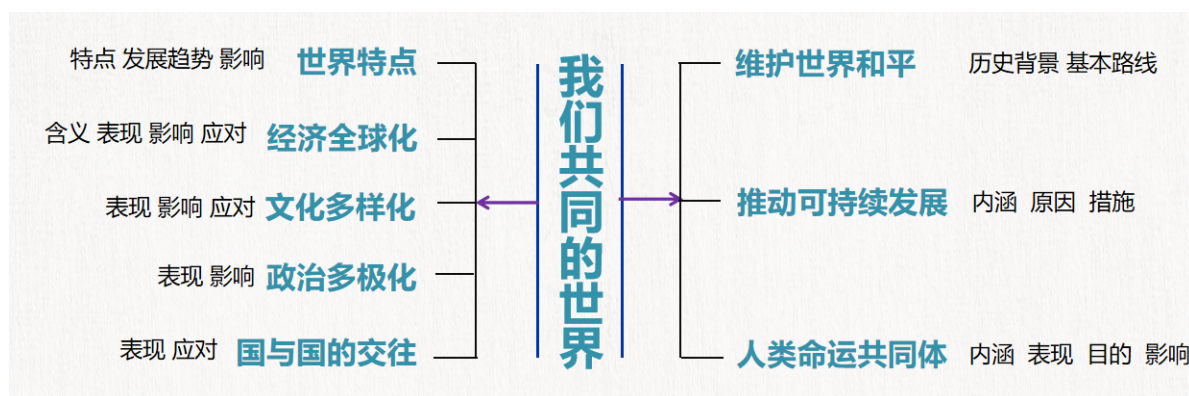 我们共同的世界
特点 发展趋势 影响 世界特点
含义 表现 影响 应对 经济全球化
表现 影响 应对 文化多样化
表现 影响 政治多极化
表现 应对 国与国的交往
维护世界和平 历史背景 基本路线
推动可持续发展 内涵 原因 措施
人类命运共同体 内涵 表现 目的 影响